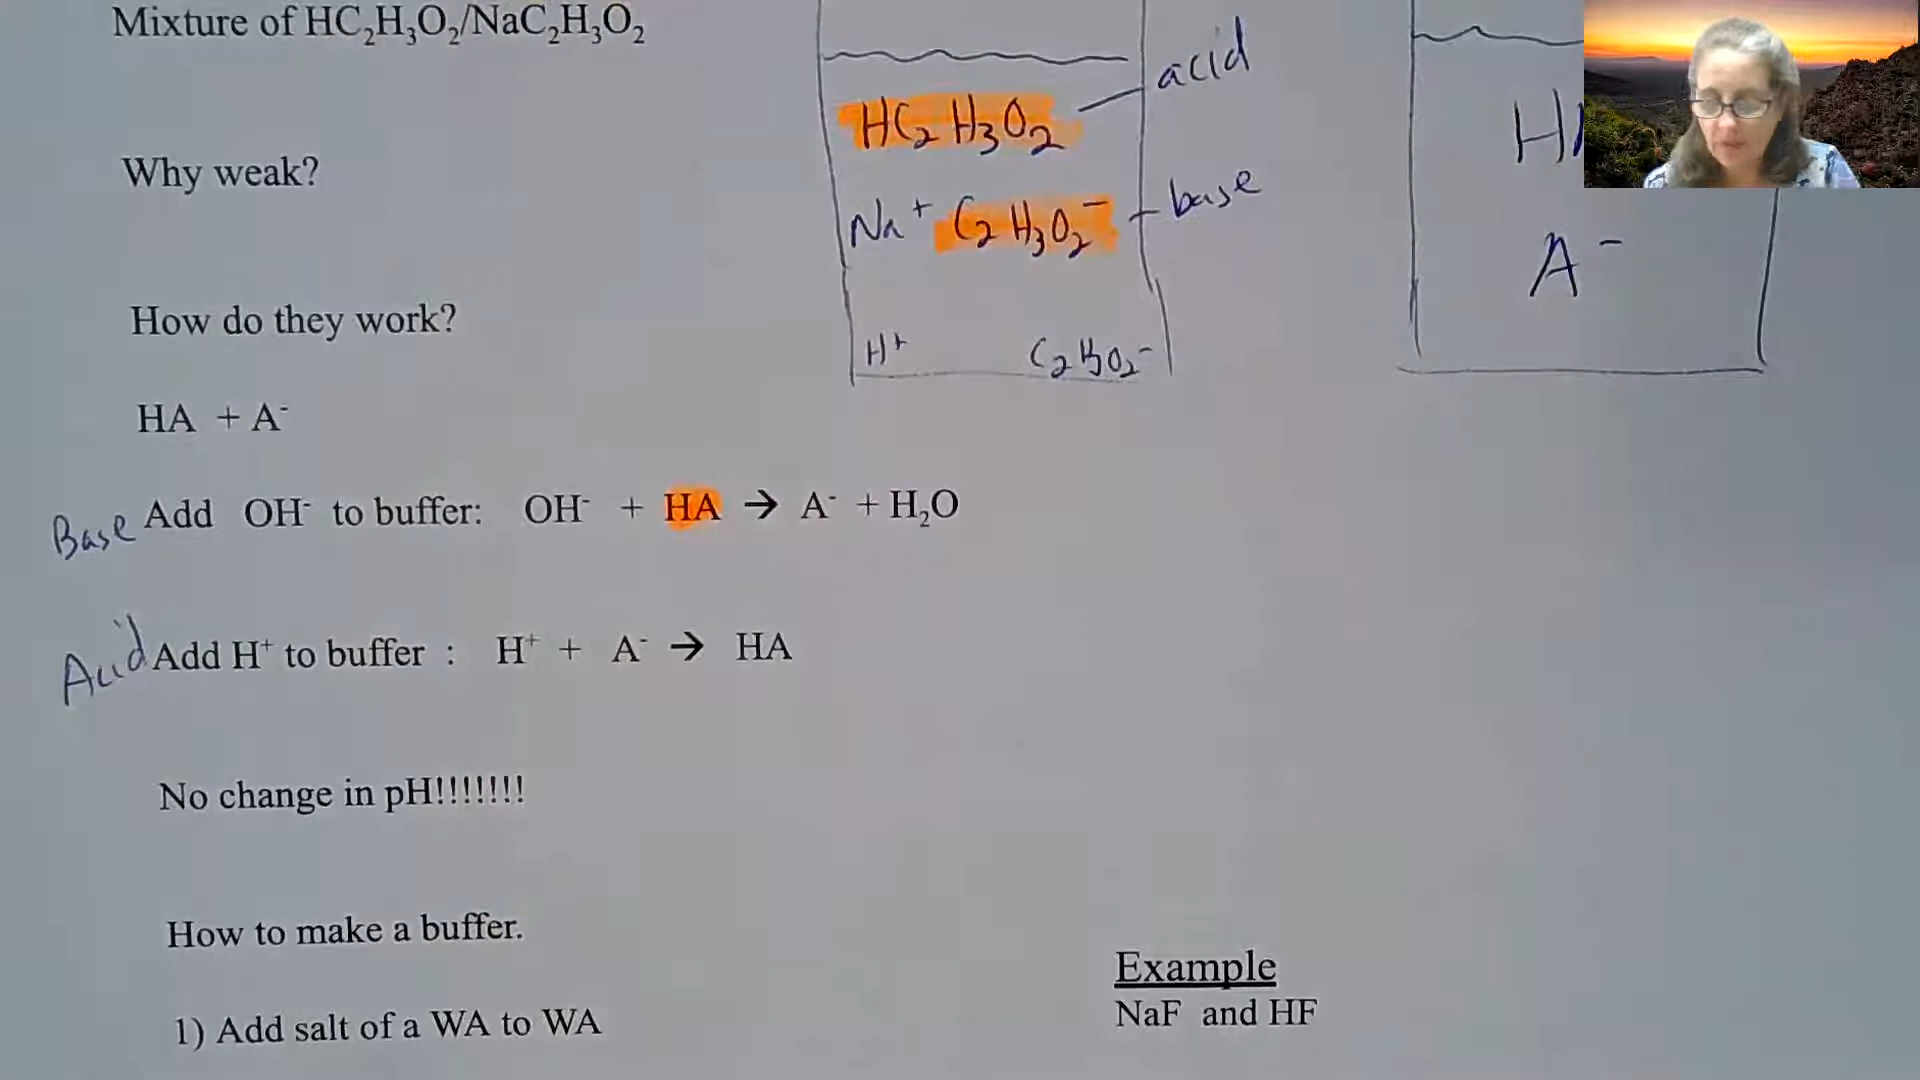 Mixture of HC₂H₃O₂/NaC₂H₃O₂
acid
HC₂H₃O₂
Why weak?
base
Na⁺ C₂H₃O₂⁻
A⁻
How do they work?
H⁺ C₂H₃O₂⁻
HA + A⁻
Base Add OH⁻ to buffer: OH⁻ + HA → A⁻ + H₂O
Acid Add H⁺ to buffer : H⁺ + A⁻ → HA
No change in pH!!!!!!!
How to make a buffer.
Example
1) Add salt of a WA to WA
NaF and HF